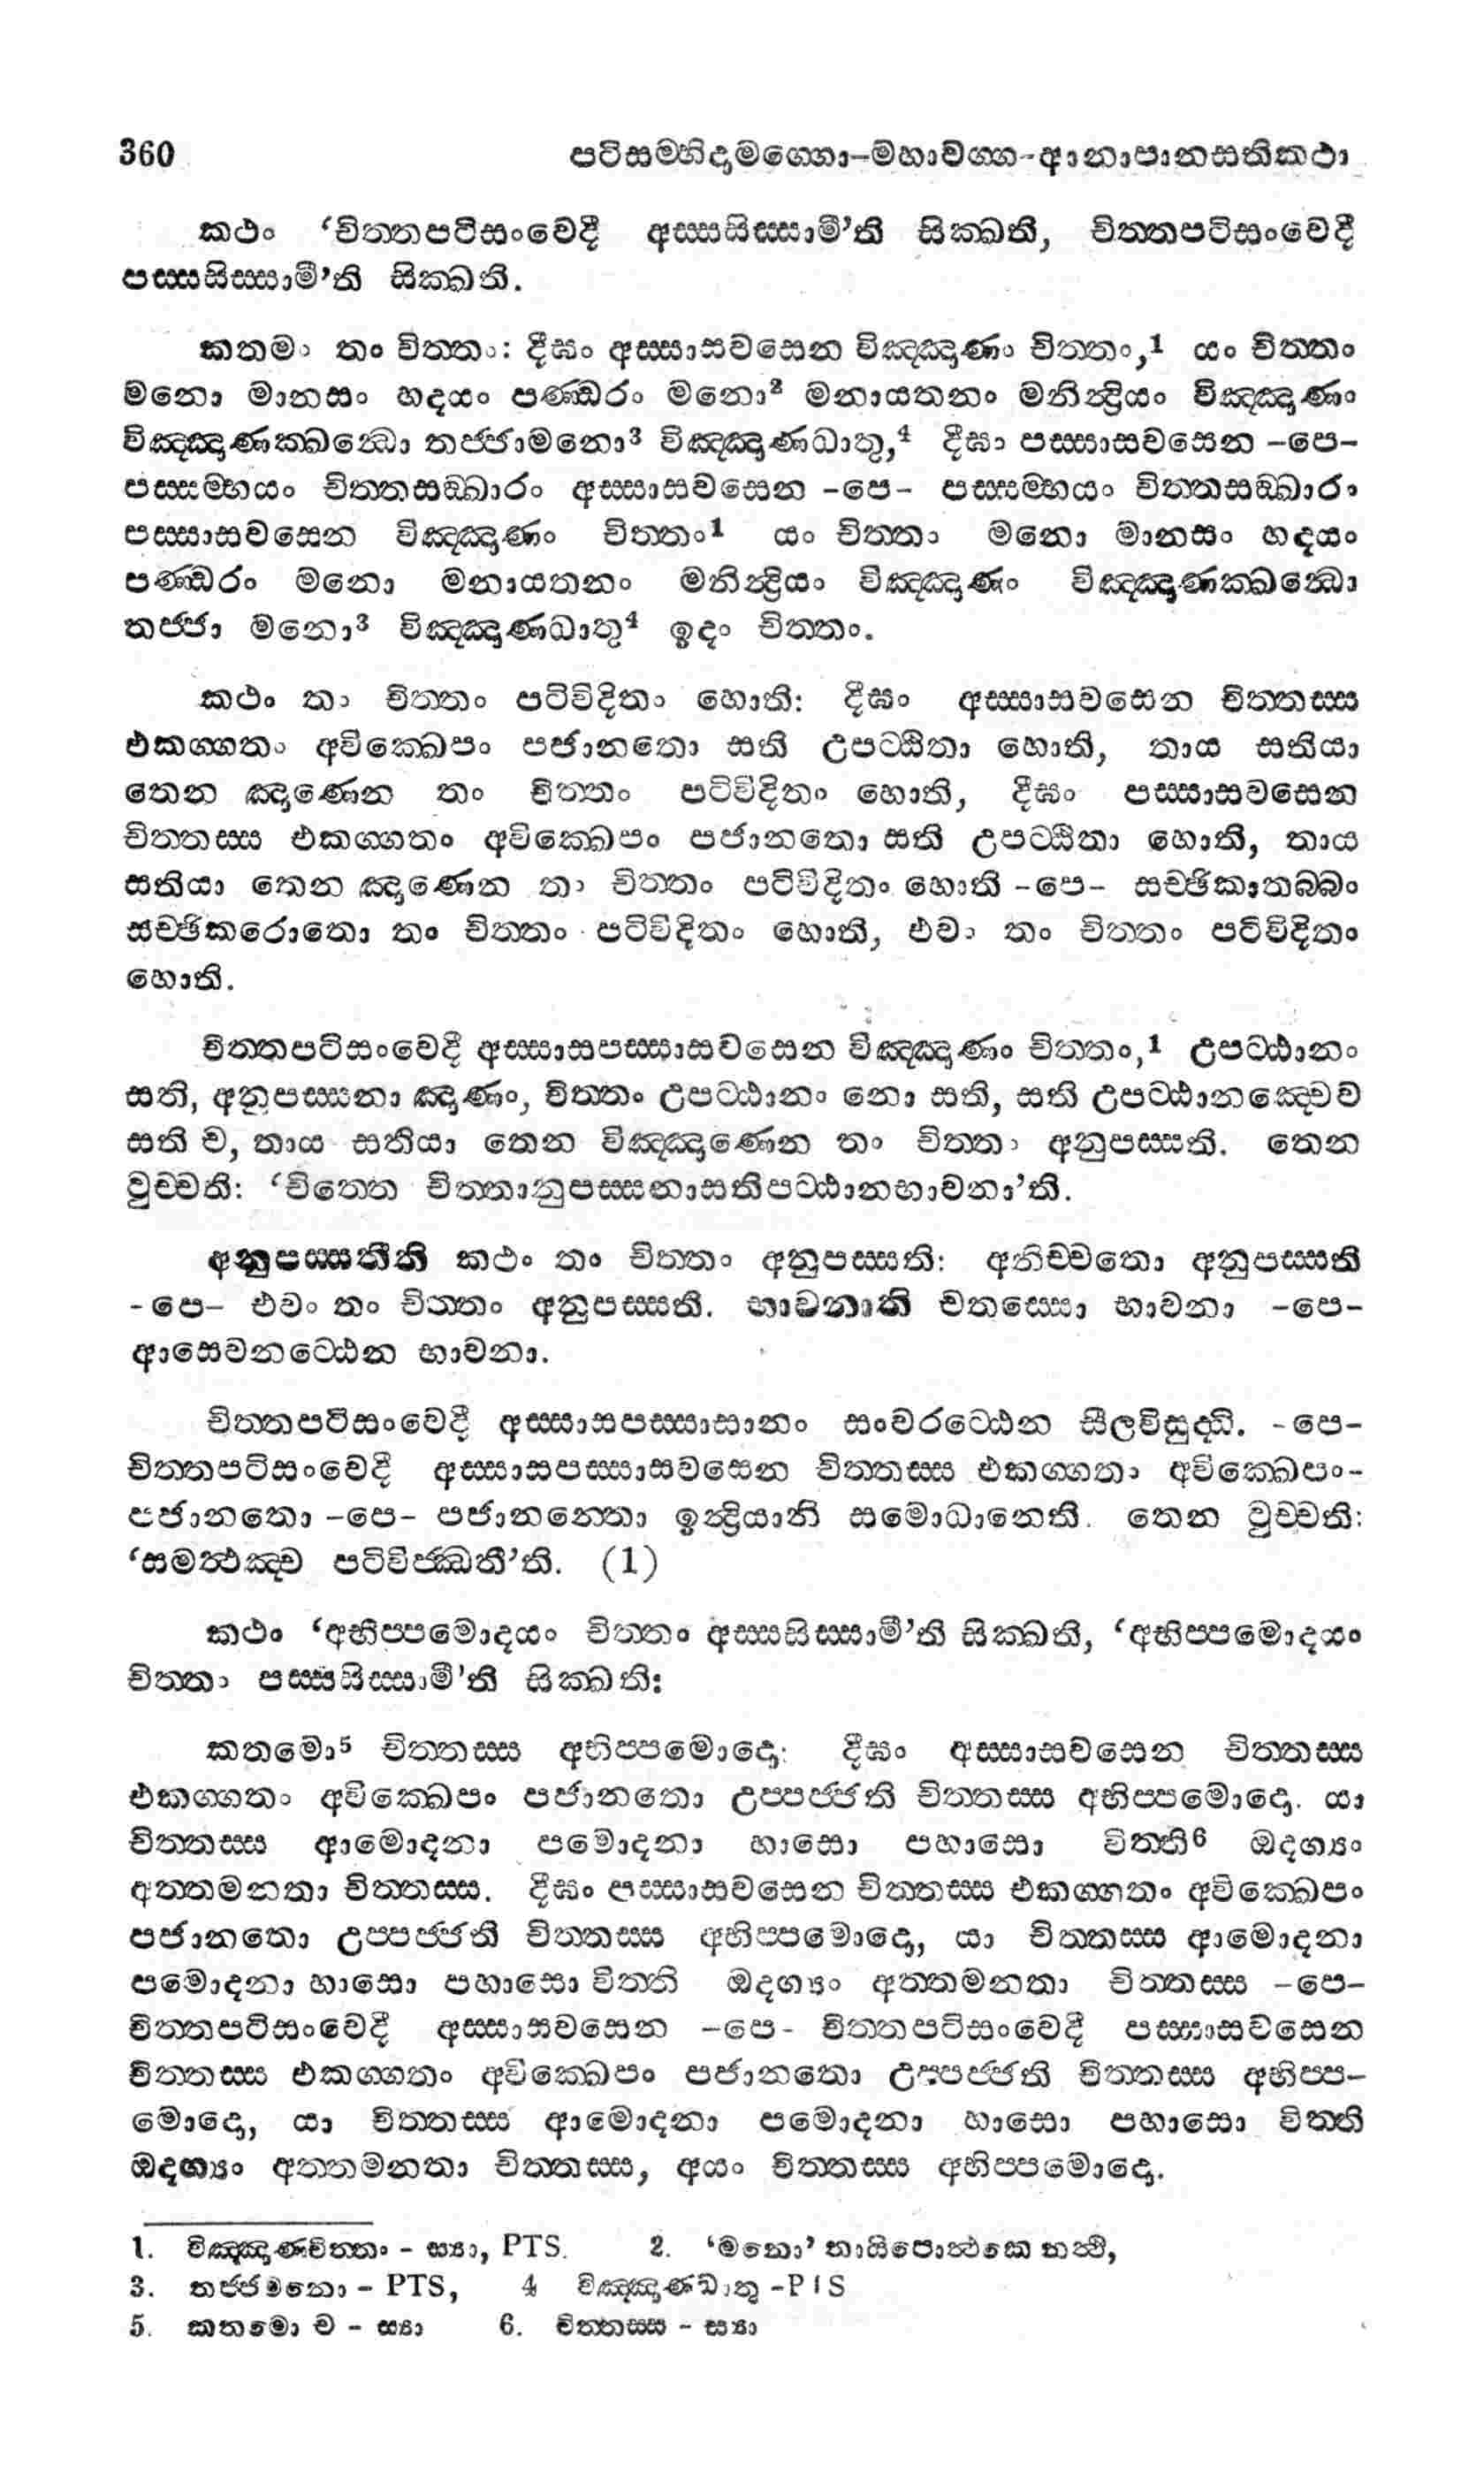 360 පටිසම්භිදාමග්ගො–මහාවග්ග-ආනාපානසතිකථා
කථං ‘චිත්තපටිසංවෙදී අස්සසිස්සාමී’ති සික්ඛති, චිත්තපටිසංවෙදී
පස්සසිස්සාමී’ති සික්ඛති.
කතමං තං චිත්තං: දීඝං අස්සාසවසෙන විඤ්ඤාණං චිත්තං,¹ යං චිත්තං
මනො මානසං හදයං පණ්ඩරං මනො² මනායතනං මනින්ද්‍රියං විඤ්ඤාණං
විඤ්ඤාණක්ඛන්ධො තජ්ජාමනො³ විඤ්ඤාණධාතු,⁴ දීඝං පස්සාසවසෙන –පෙ–
පස්සම්භයං චිත්තසඞ්ඛාරං අස්සාසවසෙන –පෙ– පස්සම්භයං චිත්තසඞ්ඛාරං
පස්සාසවසෙන විඤ්ඤාණං චිත්තං¹ යං චිත්තං මනො මානසං හදයං
පණ්ඩරං මනො මනායතනං මනින්ද්‍රියං විඤ්ඤාණං විඤ්ඤාණක්ඛන්ධො
තජ්ජා මනො³ විඤ්ඤාණධාතු⁴ ඉදං චිත්තං.
කථං තං චිත්තං පටිවිදිතං හොති: දීඝං අස්සාසවසෙන චිත්තස්ස
එකග්ගතං අවික්ඛෙපං පජානතො සති උපට්ඨිතා හොති, තාය සතියා
තෙන ඤාණෙන තං චිත්තං පටිවිදිතං හොති, දීඝං පස්සාසවසෙන
චිත්තස්ස එකග්ගතං අවික්ඛෙපං පජානතො සති උපට්ඨිතා හොති, තාය
සතියා තෙන ඤාණෙන තං චිත්තං පටිවිදිතං හොති –පෙ– සච්ඡිකාතබ්බං
සච්ඡිකරොතො තං චිත්තං පටිවිදිතං හොති, එවං තං චිත්තං පටිවිදිතං
හොති.
චිත්තපටිසංවෙදී අස්සාසපස්සාසවසෙන විඤ්ඤාණං චිත්තං,¹ උපට්ඨානං
සති, අනුපස්සනා ඤාණං, චිත්තං උපට්ඨානං නො සති, සති උපට්ඨානඤ්චෙව
සති ච, තාය සතියා තෙන විඤ්ඤාණෙන තං චිත්තං අනුපස්සති. තෙන
වුච්චති: ‘චිත්තෙ චිත්තානුපස්සනාසතිපට්ඨානභාවනා’ති.
අනුපස්සතීති කථං තං චිත්තං අනුපස්සති: අනිච්චතො අනුපස්සති
–පෙ– එවං තං චිත්තං අනුපස්සති. භාවනාති චතස්සො භාවනා –පෙ–
ආසෙවනට්ඨෙන භාවනා.
චිත්තපටිසංවෙදී අස්සාසපස්සාසානං සංවරට්ඨෙන සීලවිසුද්ධි. –පෙ–
චිත්තපටිසංවෙදී අස්සාසපස්සාසවසෙන චිත්තස්ස එකග්ගතං අවික්ඛෙපං–
පජානතො –පෙ– පජානන්තො ඉන්ද්‍රියානි සමොධානෙති. තෙන වුච්චති:
‘සමත්ථඤ්ච පටිවිජ්ඣතී’ති. (1)
කථං ‘අභිප්පමොදයං චිත්තං අස්සසිස්සාමී’ති සික්ඛති, ‘අභිප්පමොදයං
චිත්තං පස්සසිස්සාමී’ති සික්ඛති:
කතමො⁵ චිත්තස්ස අභිප්පමොදො: දීඝං අස්සාසවසෙන චිත්තස්ස
එකග්ගතං අවික්ඛෙපං පජානතො උප්පජ්ජති චිත්තස්ස අභිප්පමොදො. යා
චිත්තස්ස ආමොදනා පමොදනා හාසො පහාසො විත්ති⁶ ඔදග්‍යං
අත්තමනතා චිත්තස්ස. දීඝං පස්සාසවසෙන චිත්තස්ස එකග්ගතං අවික්ඛෙපං
පජානතො උප්පජ්ජති චිත්තස්ස අභිප්පමොදො, යා චිත්තස්ස ආමොදනා
පමොදනා හාසො පහාසො විත්ති ඔදග්‍යං අත්තමනතා චිත්තස්ස –පෙ–
චිත්තපටිසංවෙදී අස්සාසවසෙන –පෙ– චිත්තපටිසංවෙදී පස්සාසවසෙන
චිත්තස්ස එකග්ගතං අවික්ඛෙපං පජානතො උප්පජ්ජති චිත්තස්ස අභිප්ප–
මොදො, යා චිත්තස්ස ආමොදනා පමොදනා හාසො පහාසො විත්ති
ඔදග්‍යං අත්තමනතා චිත්තස්ස, අයං චිත්තස්ස අභිප්පමොදො.
1. විඤ්ඤාණචිත්තං – ස්‍යා, PTS. 2. ‘මනො’ තායිපොත්ථකෙ නත්ථි,
3. තජ්ජමනො – PTS, 4 විඤ්ඤාණධාතු –PTS
5. කතමො ච – ස්‍යා 6. චිත්තස්ස – ස්‍යා